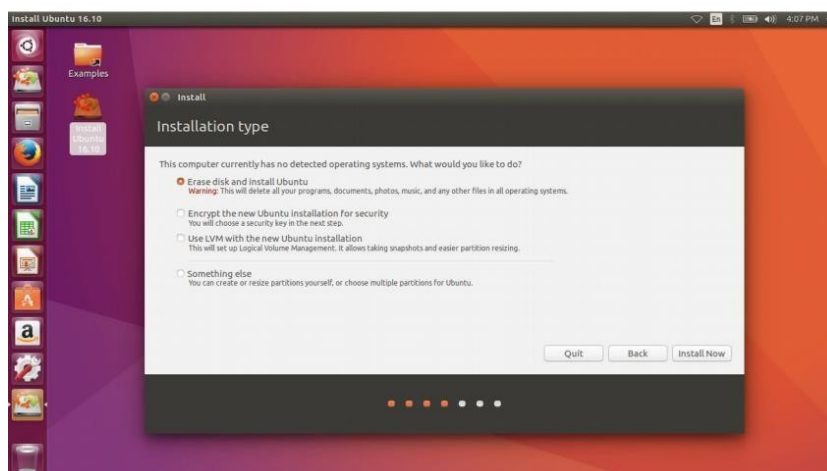 Install Ubuntu 16.10
En
4:07 PM
Examples
Install
Ubuntu
16.10
Install
Installation type
This computer currently has no detected operating systems. What would you like to do?
Erase disk and install Ubuntu
Warning: This will delete all your programs, documents, photos, music, and any other files in all operating systems.
Encrypt the new Ubuntu installation for security
You will choose a security key in the next step.
Use LVM with the new Ubuntu installation
This will set up Logical Volume Management. It allows taking snapshots and easier partition resizing.
Something else
You can create or resize partitions yourself, or choose multiple partitions for Ubuntu.
Quit
Back
Install Now
a